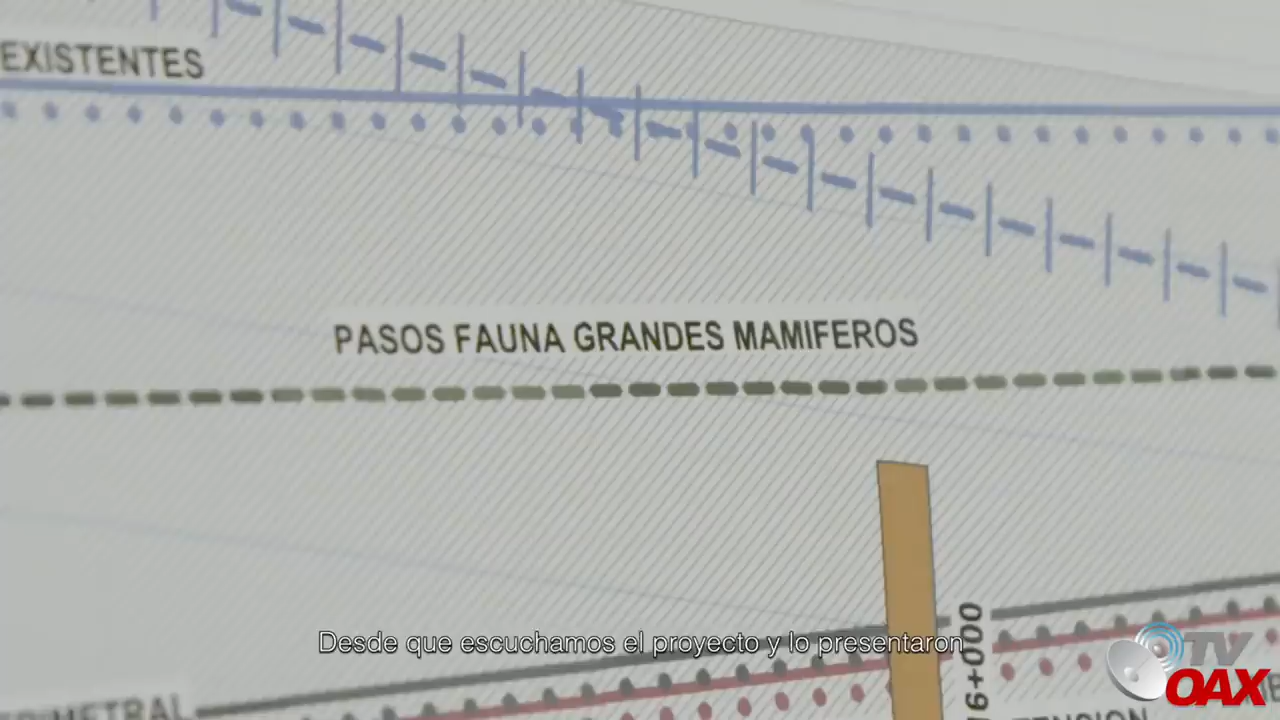 EXISTENTES
PASOS FAUNA GRANDES MAMIFEROS
Desde que escuchamos el proyecto y lo presentaron
6+000
TV
OAX